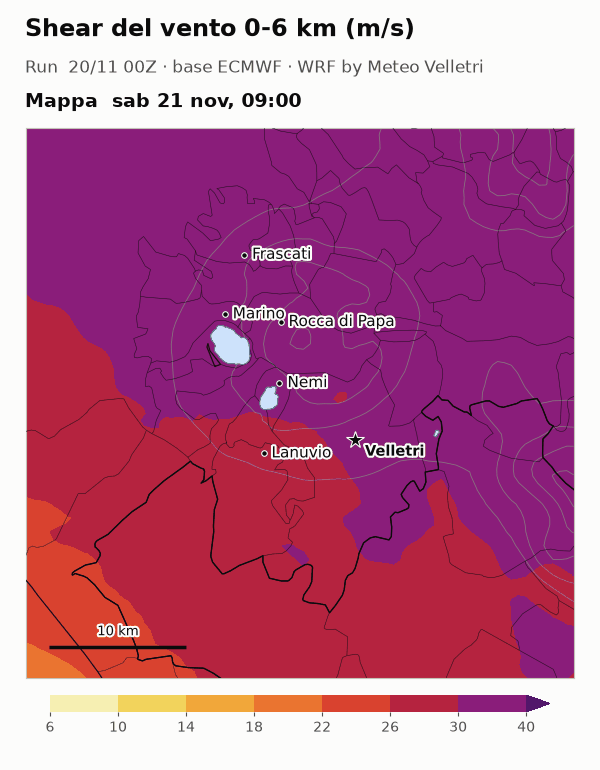 Shear del vento 0-6 km (m/s)
Run  20/11 00Z · base ECMWF · WRF by Meteo Velletri
Mappa  sab 21 nov, 09:00
Frascati
Marino
Rocca di Papa
Nemi
Velletri
Lanuvio
10 km
6 10 14 18 22 26 30 40